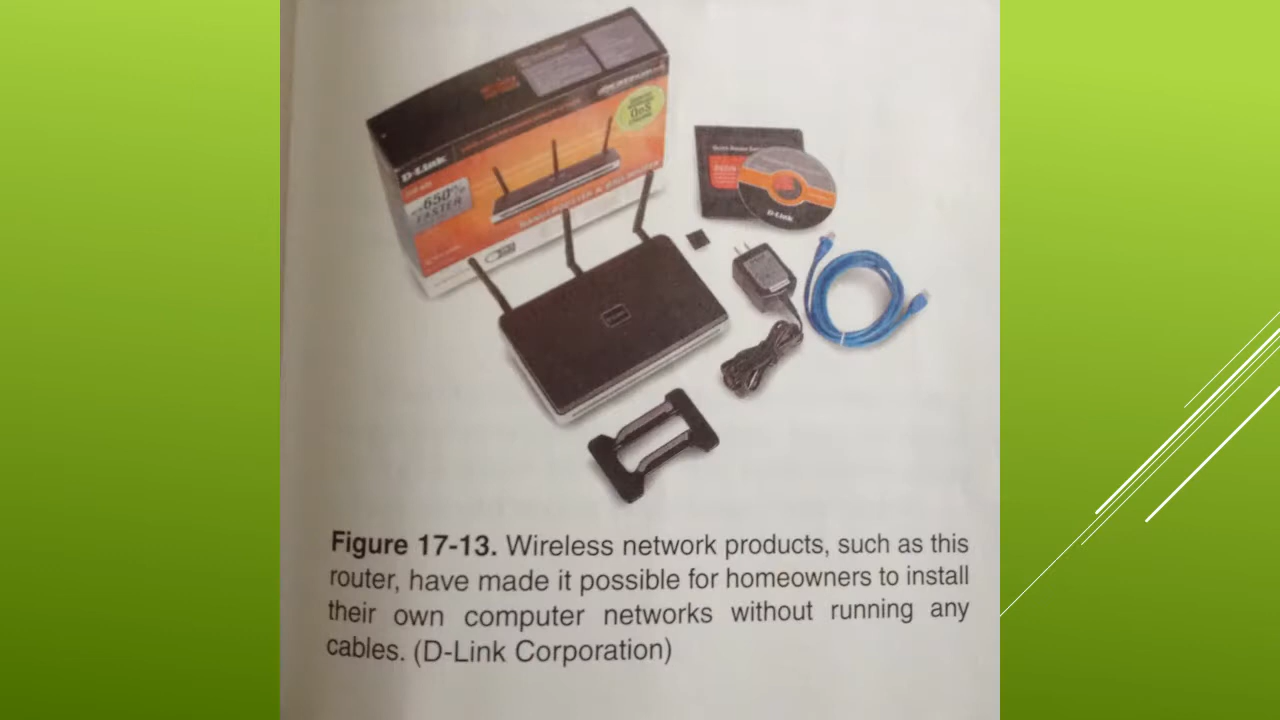 D-Link
650%
FASTER
QoS
D-Link
Figure 17-13. Wireless network products, such as this
router, have made it possible for homeowners to install
their own computer networks without running any
cables. (D-Link Corporation)